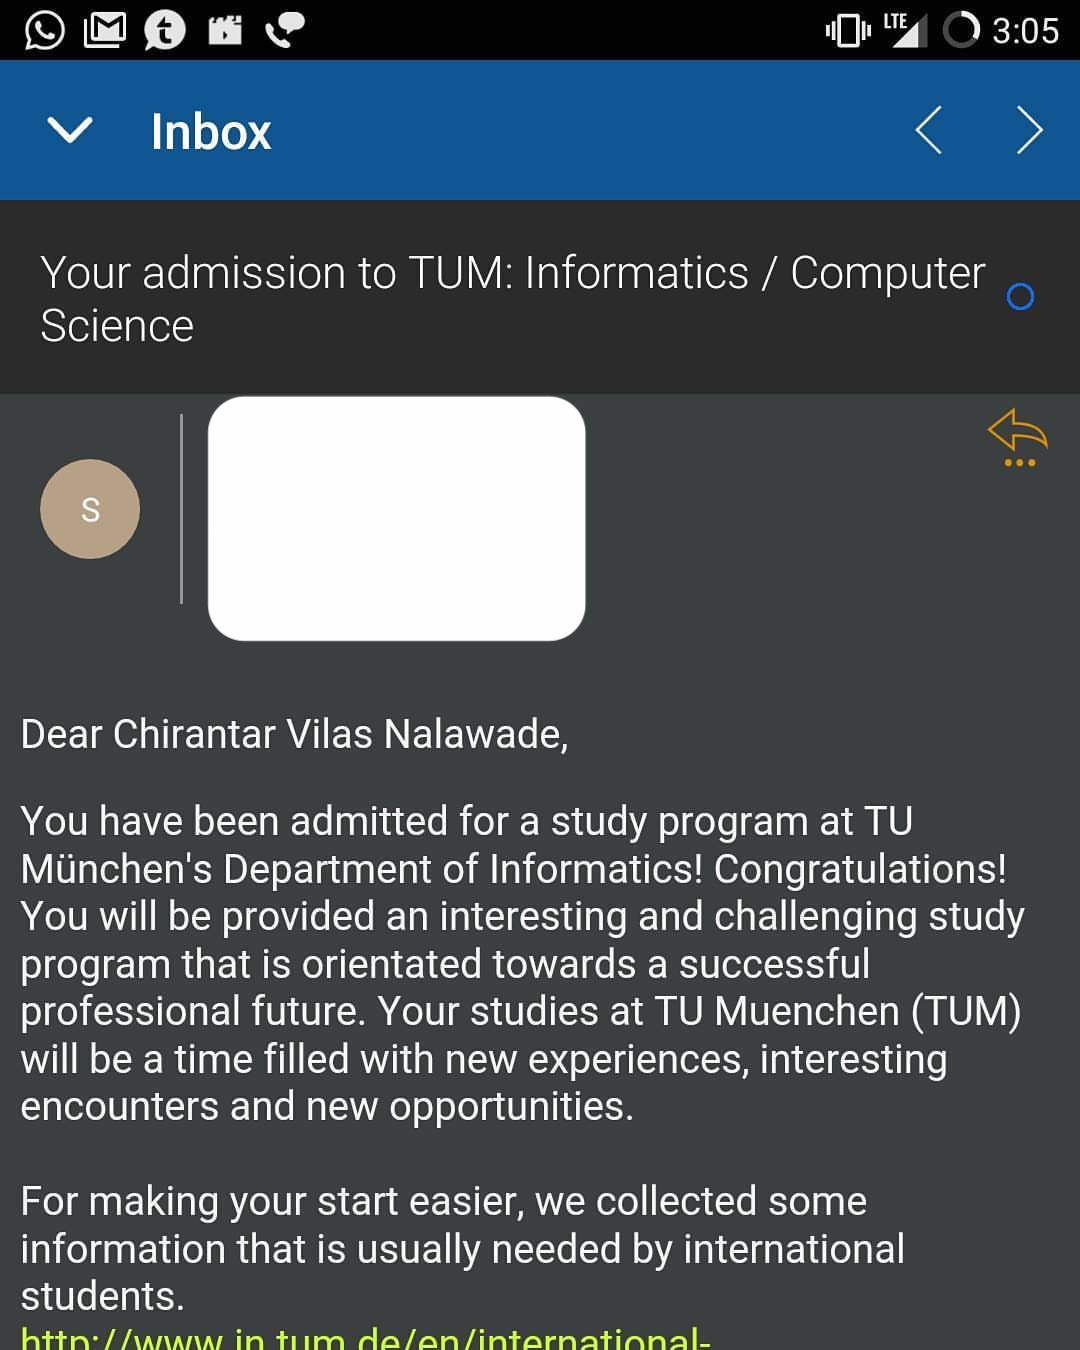 LTE 3:05
Inbox
Your admission to TUM: Informatics / Computer
Science
S
Dear Chirantar Vilas Nalawade,
You have been admitted for a study program at TU
München's Department of Informatics! Congratulations!
You will be provided an interesting and challenging study
program that is orientated towards a successful
professional future. Your studies at TU Muenchen (TUM)
will be a time filled with new experiences, interesting
encounters and new opportunities.
For making your start easier, we collected some
information that is usually needed by international
students.
http://www.in.tum.de/en/international-